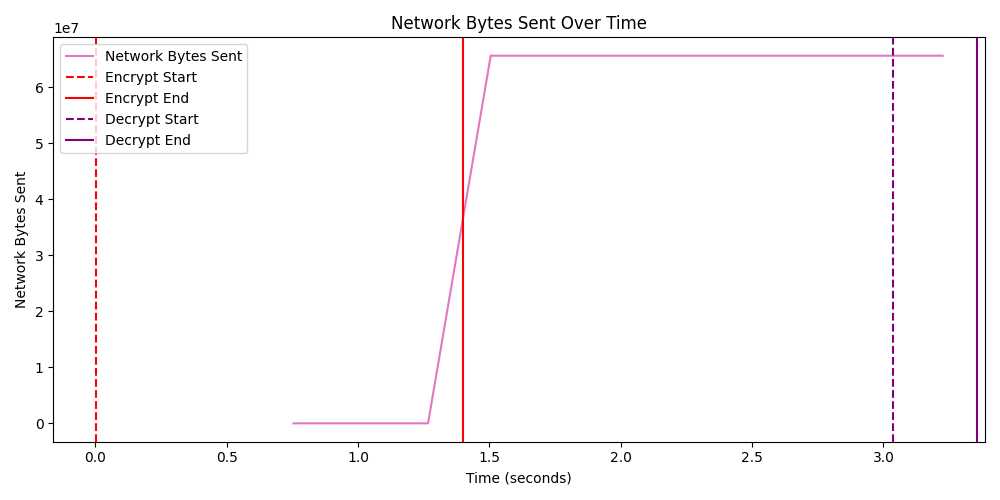 Network Bytes Sent Over Time
1e7
Network Bytes Sent
Encrypt Start
Encrypt End
Decrypt Start
Decrypt End
6
5
4
3
2
1
0
Network Bytes Sent
0.0 0.5 1.0 1.5 2.0 2.5 3.0
Time (seconds)